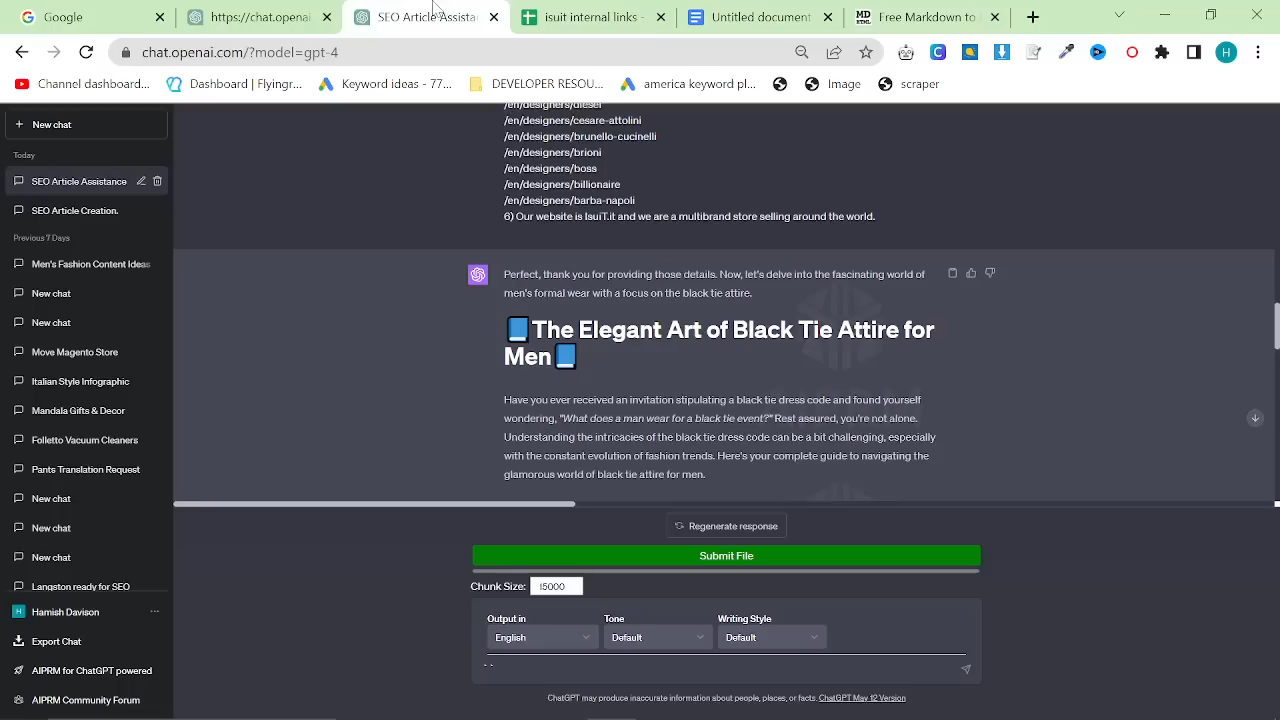 Google
https://chat.openai
SEO Article Assistance
isuit internal links -
Untitled document
MD
HTML
Free Markdown to
chat.openai.com/?model=gpt-4
C
H
Channel dashboard...
Dashboard | Flyingr...
Keyword ideas - 77...
DEVELOPER RESOU...
america keyword pl...
Image
scraper
New chat
Today
SEO Article Assistance
SEO Article Creation.
Previous 7 Days
Men's Fashion Content Ideas
New chat
New chat
Move Magento Store
Italian Style Infographic
Mandala Gifts & Decor
Folletto Vacuum Cleaners
Pants Translation Request
New chat
New chat
New chat
Langston ready for SEO
H
Hamish Davison
Export Chat
AIPRM for ChatGPT powered
AIPRM Community Forum
/en/designers/diesel
/en/designers/cesare-attolini
/en/designers/brunello-cucinelli
/en/designers/brioni
/en/designers/boss
/en/designers/billionaire
/en/designers/barba-napoli
6) Our website is IsuiT.it and we are a multibrand store selling around the world.
Perfect, thank you for providing those details. Now, let's delve into the fascinating world of
men's formal wear with a focus on the black tie attire.
The Elegant Art of Black Tie Attire for
Men
Have you ever received an invitation stipulating a black tie dress code and found yourself
wondering, "What does a man wear for a black tie event?" Rest assured, you're not alone.
Understanding the intricacies of the black tie dress code can be a bit challenging, especially
with the constant evolution of fashion trends. Here's your complete guide to navigating the
glamorous world of black tie attire for men.
Regenerate response
Submit File
Chunk Size: 15000
Output in
Tone
Writing Style
English
Default
Default
ChatGPT may produce inaccurate information about people, places, or facts. ChatGPT May 12 Version